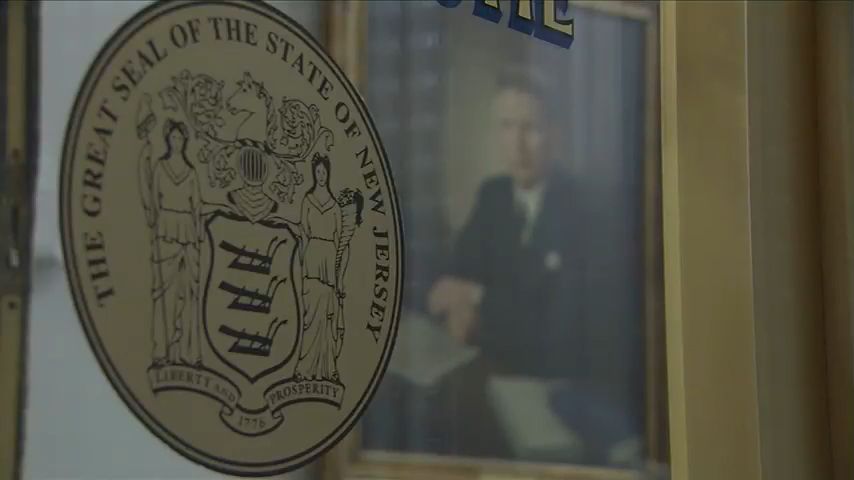 THE GREAT SEAL OF THE STATE OF NEW JERSEY
LIBERTY AND PROSPERITY
1776